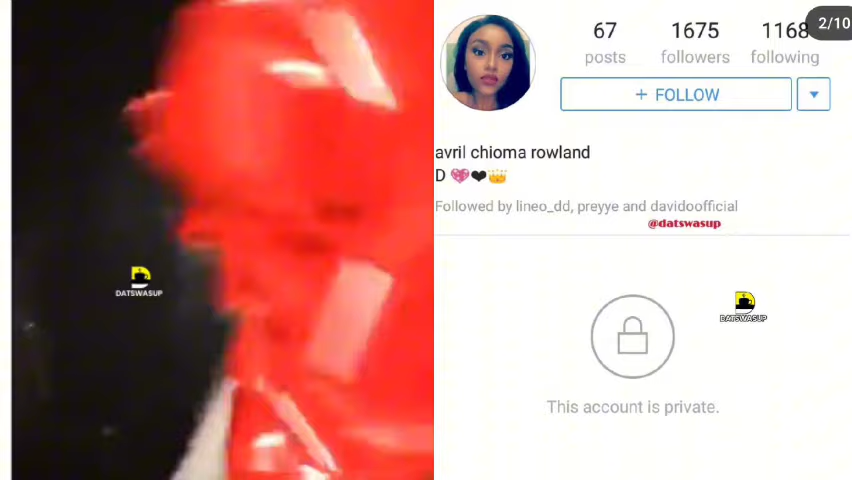 2/10
67 1675 1168
posts followers following
+ FOLLOW
avril chioma rowland
D 💖❤👑
Followed by lineo_dd, preyye and davidoofficial
@datswasup
DATSWASUP
DATSWASUP
This account is private.